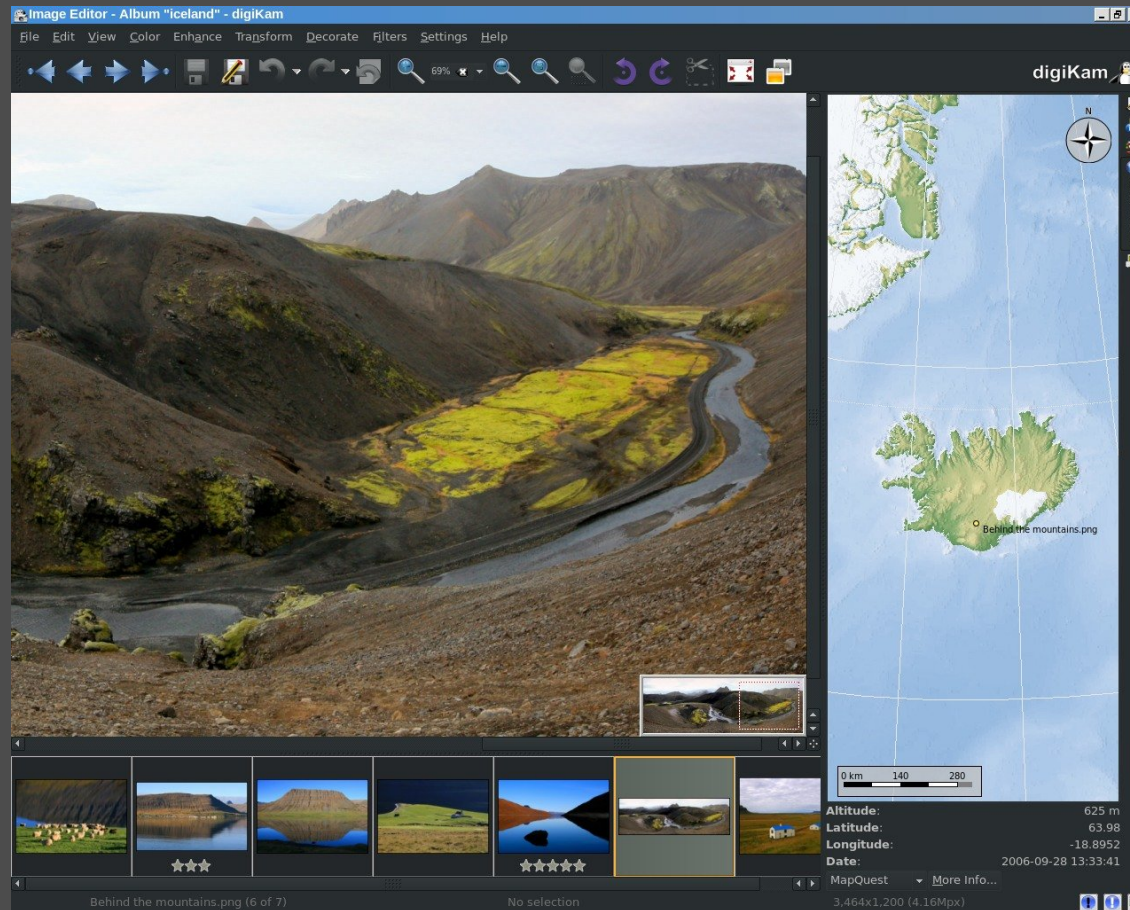 Image Editor - Album "iceland" - digiKam
File Edit View Color Enhance Transform Decorate Filters Settings Help
69%
digiKam
N
Behind the mountains.png
0 km 140 280
Altitude: 625 m
Latitude: 63.98
Longitude: -18.8952
Date: 2006-09-28 13:33:41
MapQuest More Info...
Behind the mountains.png (6 of 7) No selection 3,464x1,200 (4.16Mpx)